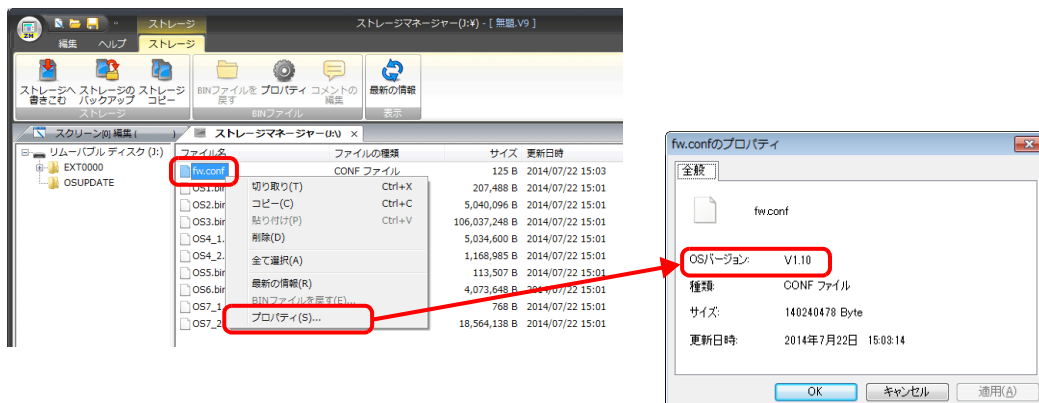 ストレージ
ストレージマネージャー(J:¥) - [ 無題.V9 ]
ZM
編集 ヘルプ ストレージ
ストレージへ書きこむ
ストレージのバックアップ
ストレージコピー
BINファイルを戻す
プロパティ
コメントの編集
最新の情報
ストレージ BINファイル 表示
スクリーン[0] 編集 ( ) ストレージマネージャー(J:\) ×
リムーバブル ディスク (J:)
EXT0000
OSUPDATE
ファイル名 ファイルの種類 サイズ 更新日時
fw.conf CONF ファイル 125 B 2014/07/22 15:03
OS1.bin 207,488 B 2014/07/22 15:01
OS2.bin 5,040,096 B 2014/07/22 15:01
OS3.bin 106,037,248 B 2014/07/22 15:01
OS4_1. 5,034,600 B 2014/07/22 15:01
OS4_2. 1,168,985 B 2014/07/22 15:01
OS5.bin 113,507 B 2014/07/22 15:01
OS6.bin 4,073,648 B 2014/07/22 15:01
OS7_1. 768 B 2014/07/22 15:01
OS7_2. 18,564,138 B 2014/07/22 15:01
切り取り(T) Ctrl+X
コピー(C) Ctrl+C
貼り付け(P) Ctrl+V
削除(D)
全て選択(A)
最新の情報(R)
BINファイルを戻す(E)...
プロパティ(S)...
fw.confのプロパティ
全般
fw.conf
OSバージョン: V1.10
種類: CONF ファイル
サイズ: 140240478 Byte
更新日時: 2014年7月22日 15:03:14
OK キャンセル 適用(A)